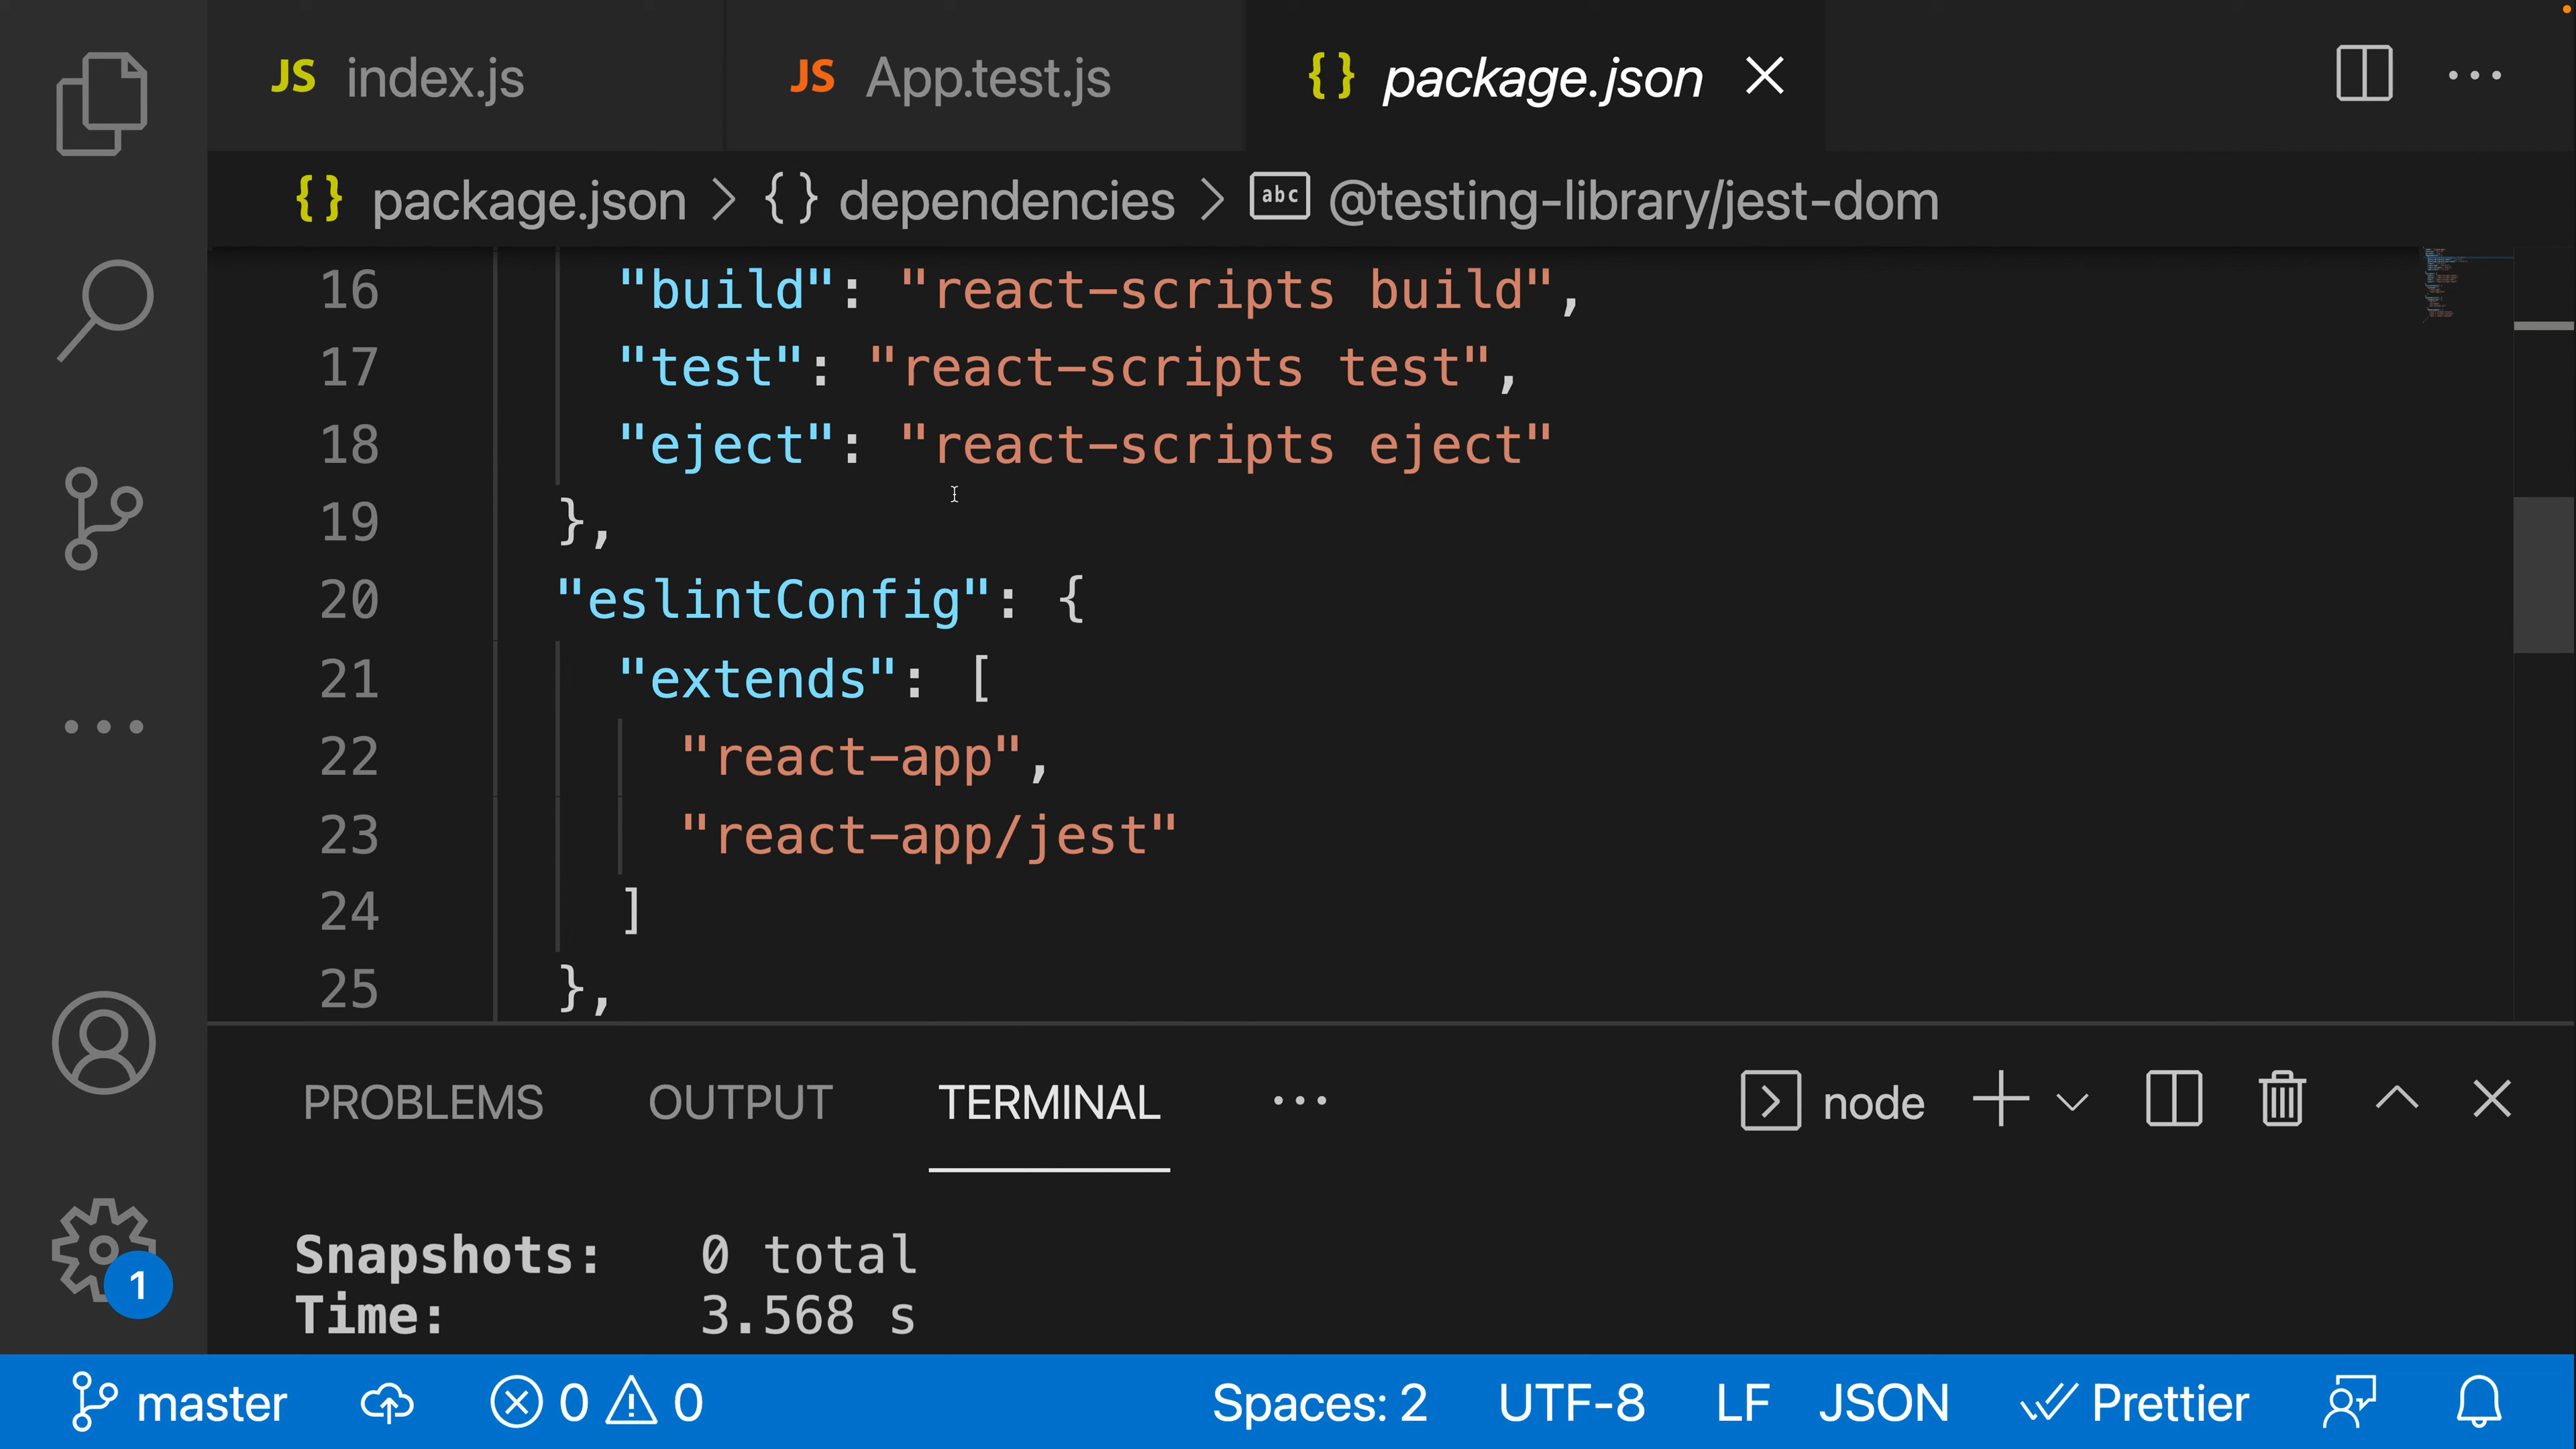 JS index.js
JS App.test.js
{} package.json
{} package.json > {} dependencies > abc @testing-library/jest-dom
16 "build": "react-scripts build",
17 "test": "react-scripts test",
18 "eject": "react-scripts eject"
19 },
20 "eslintConfig": {
21 "extends": [
22 "react-app",
23 "react-app/jest"
24 ]
25 },
PROBLEMS OUTPUT TERMINAL ··· node
Snapshots: 0 total
Time: 3.568 s
1
master 0 0 Spaces: 2 UTF-8 LF JSON Prettier